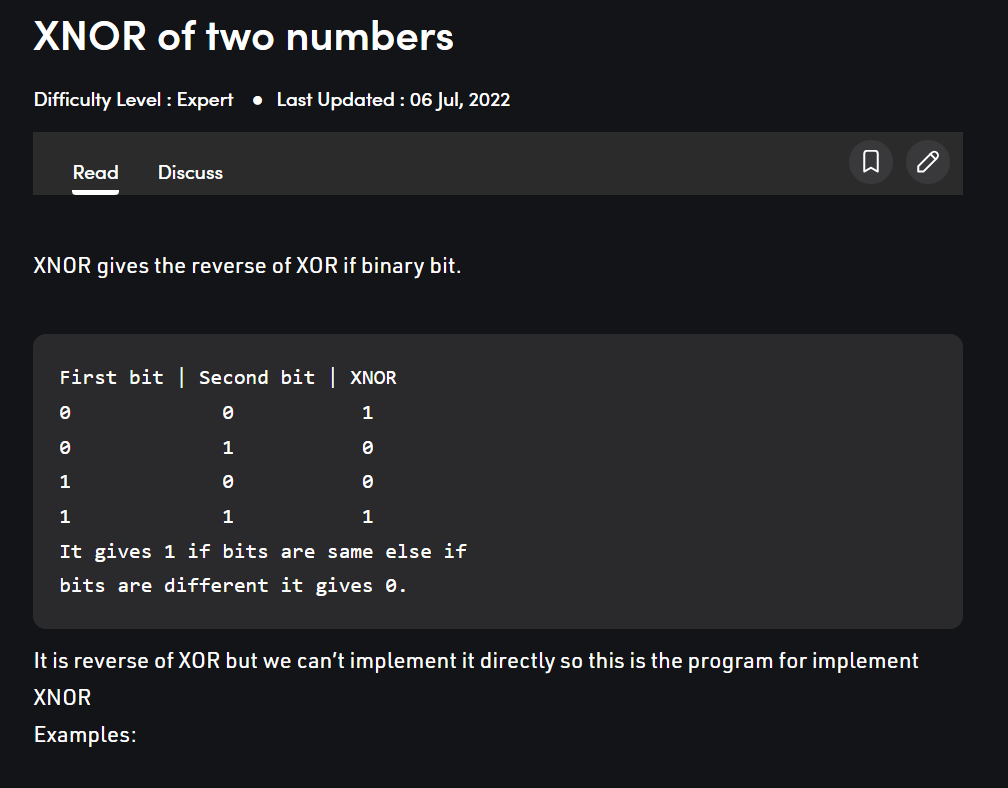 XNOR of two numbers
Difficulty Level : Expert ● Last Updated : 06 Jul, 2022
Read Discuss
XNOR gives the reverse of XOR if binary bit.
First bit | Second bit | XNOR
0 0 1
0 1 0
1 0 0
1 1 1
It gives 1 if bits are same else if
bits are different it gives 0.
It is reverse of XOR but we can't implement it directly so this is the program for implement
XNOR
Examples: